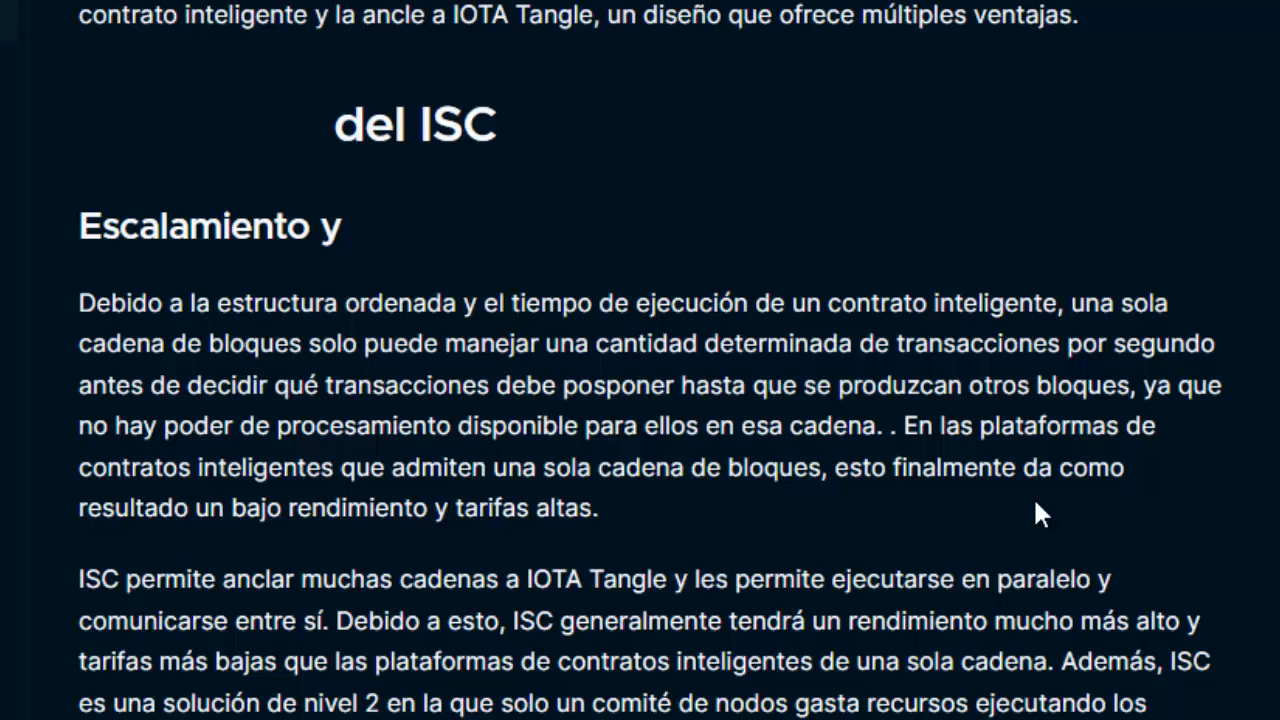 contrato inteligente y la ancle a IOTA Tangle, un diseño que ofrece múltiples ventajas.
del ISC
Escalamiento y
Debido a la estructura ordenada y el tiempo de ejecución de un contrato inteligente, una sola
cadena de bloques solo puede manejar una cantidad determinada de transacciones por segundo
antes de decidir qué transacciones debe posponer hasta que se produzcan otros bloques, ya que
no hay poder de procesamiento disponible para ellos en esa cadena. . En las plataformas de
contratos inteligentes que admiten una sola cadena de bloques, esto finalmente da como
resultado un bajo rendimiento y tarifas altas.
ISC permite anclar muchas cadenas a IOTA Tangle y les permite ejecutarse en paralelo y
comunicarse entre sí. Debido a esto, ISC generalmente tendrá un rendimiento mucho más alto y
tarifas más bajas que las plataformas de contratos inteligentes de una sola cadena. Además, ISC
es una solución de nivel 2 en la que solo un comité de nodos gasta recursos ejecutando los